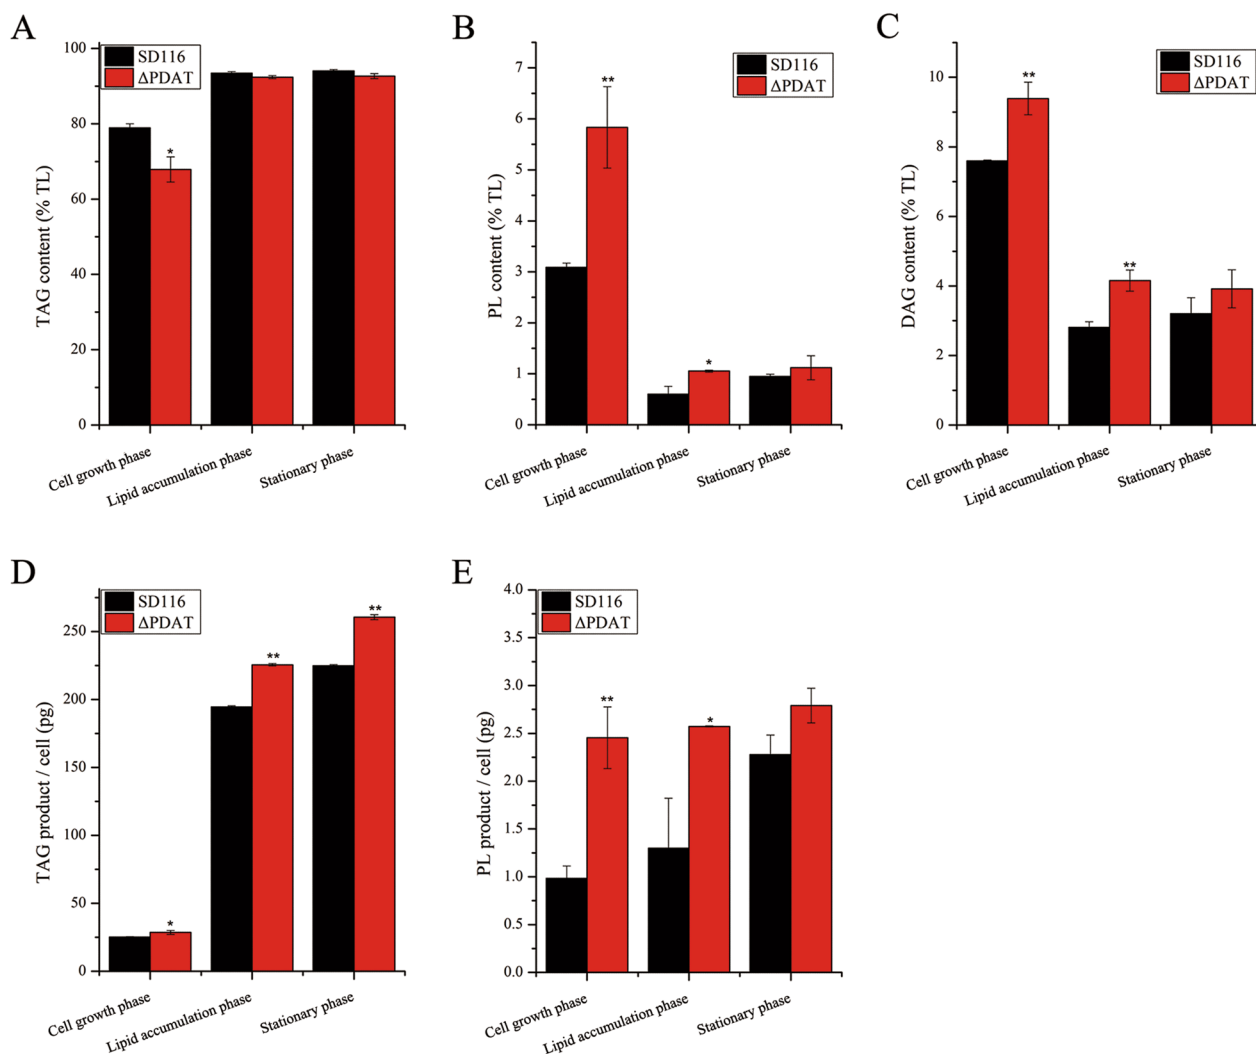 A
TAG content (% TL)
100
80
60
40
20
0
SD116
ΔPDAT
*
Cell growth phase
Lipid accumulation phase
Stationary phase
B
PL content (% TL)
7
6
5
4
3
2
1
0
SD116
ΔPDAT
**
*
Cell growth phase
Lipid accumulation phase
Stationary phase
C
DAG content (% TL)
10
8
6
4
2
0
SD116
ΔPDAT
**
**
Cell growth phase
Lipid accumulation phase
Stationary phase
D
TAG product / cell (pg)
250
200
150
100
50
0
SD116
ΔPDAT
*
**
**
Cell growth phase
Lipid accumulation phase
Stationary phase
E
PL product / cell (pg)
4.0
3.5
3.0
2.5
2.0
1.5
1.0
0.5
0.0
SD116
ΔPDAT
**
*
Cell growth phase
Lipid accumulation phase
Stationary phase